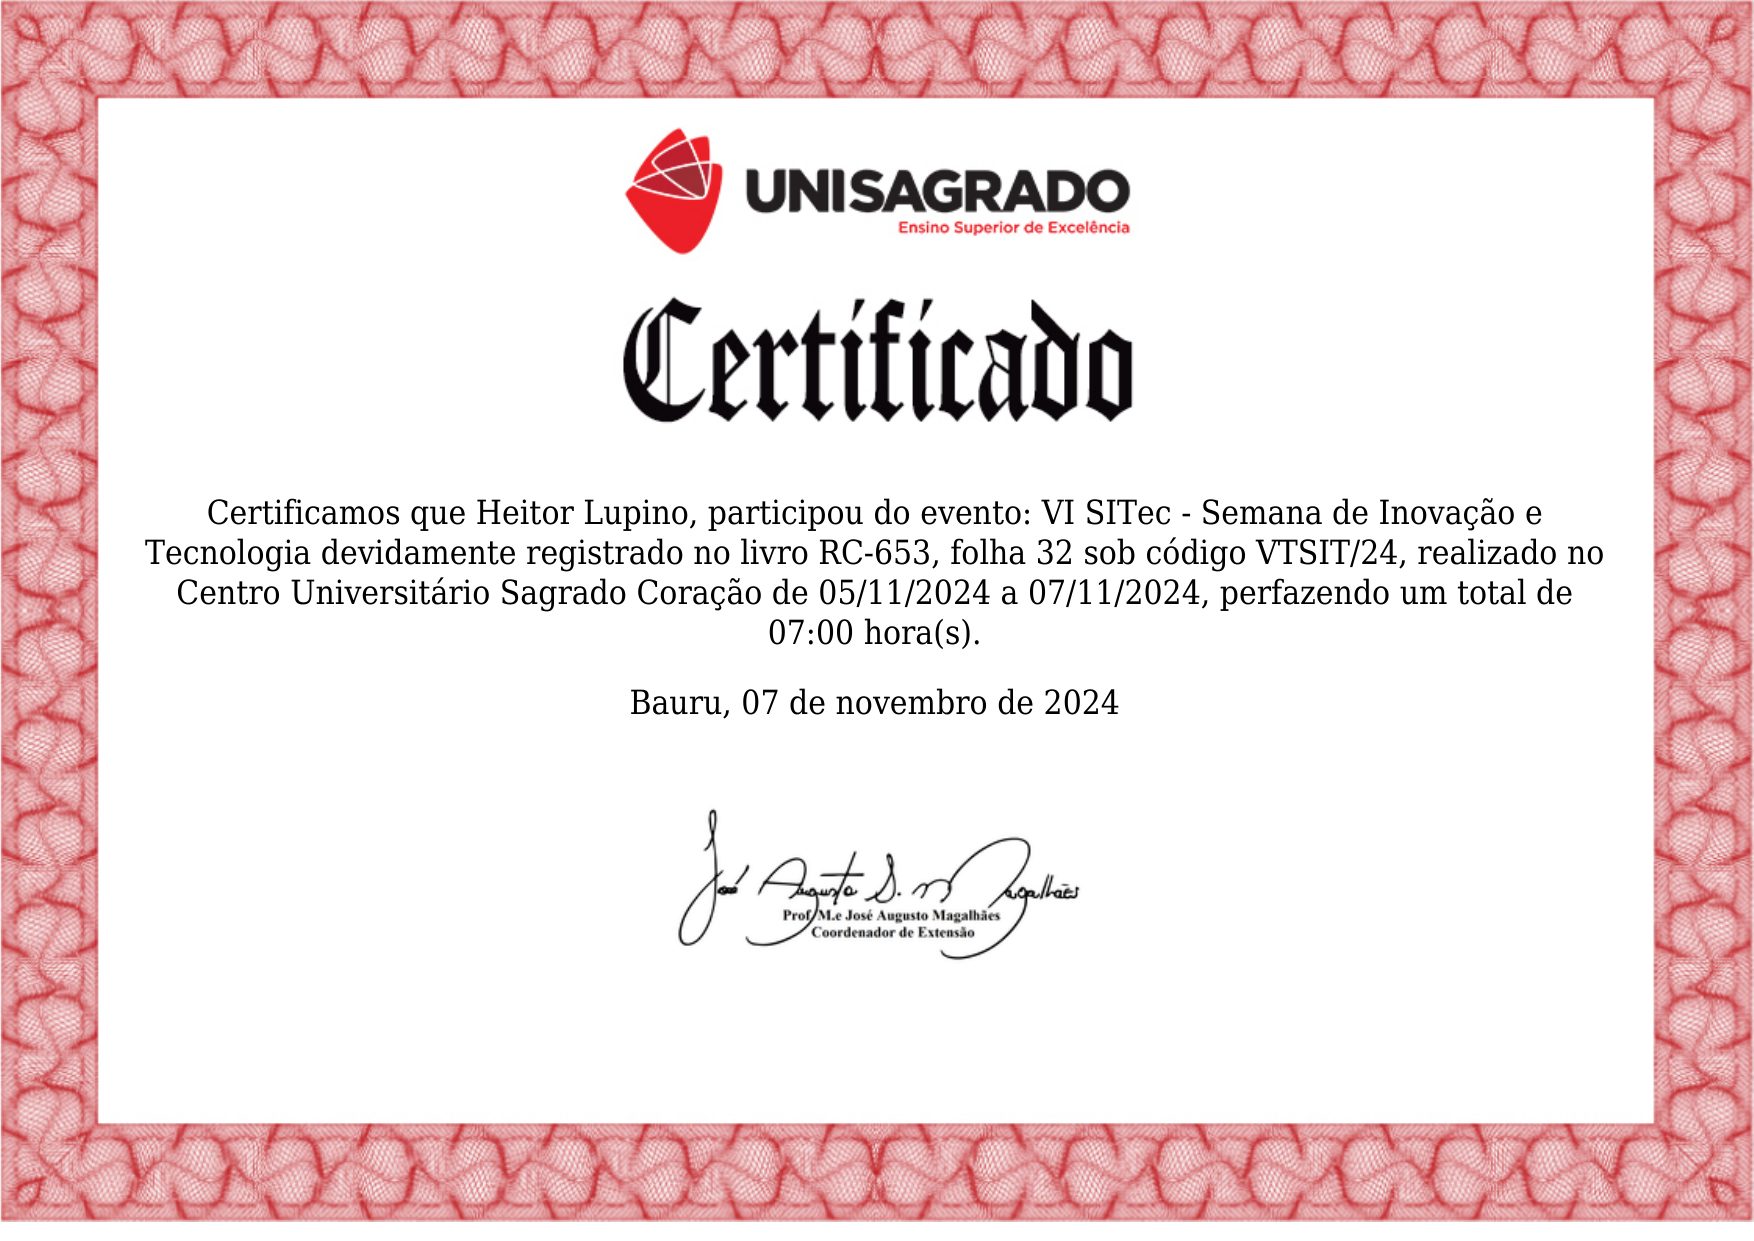 UNISAGRADO
Ensino Superior de Excelência
Certificado
Certificamos que Heitor Lupino, participou do evento: VI SITec - Semana de Inovação e
Tecnologia devidamente registrado no livro RC-653, folha 32 sob código VTSIT/24, realizado no
Centro Universitário Sagrado Coração de 05/11/2024 a 07/11/2024, perfazendo um total de
07:00 hora(s).
Bauru, 07 de novembro de 2024
José Augusto S. M Magalhães
Prof. M.e José Augusto Magalhães
Coordenador de Extensão